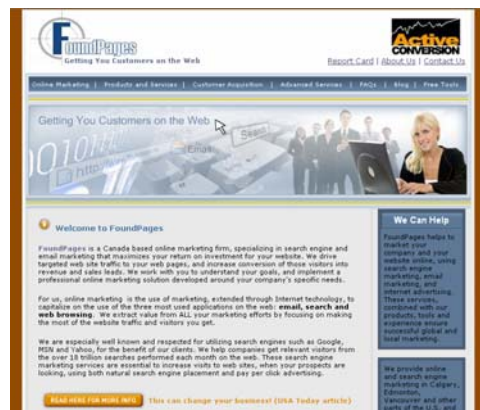 FoundPages
Getting You Customers on the Web
Active
CONVERSION
Report Card | About Us | Contact Us
Online Marketing | Products and Services | Customer Acquisition | Advanced Services | FAQs | Blog | Free Tools
Getting You Customers on the Web
Search
Email
http
Welcome to FoundPages
FoundPages is a Canada based online marketing firm, specializing in search engine and
email marketing that maximizes your return on investment for your website. We drive
targeted web site traffic to your web pages, and increase conversion of those visitors into
revenue and sales leads. We work with you to understand your goals, and implement a
professional online marketing solution developed around your company's specific needs.
For us, online marketing is the use of marketing, extended through Internet technology, to
capitalize on the use of the three most used applications on the web: email, search and
web browsing. We extract value from ALL your marketing efforts by focusing on making
the most of the website traffic and visitors you get.
We are especially well known and respected for utilizing search engines such as Google,
MSN and Yahoo, for the benefit of our clients. We help companies get relevant visitors from
the over 18 trillion searches performed each month on the web. These search engine
marketing services are essential to increase visits to web sites, when your prospects are
looking, using both natural search engine placement and pay per click advertising.
READ HERE FOR MORE INFO This can change your business! (USA Today article)
We Can Help
FoundPages helps to
market your
company and your
website online, using
search engine
marketing, email
marketing, and
internet advertising.
These services,
combined with our
products, tools and
experience ensure
successful global and
local marketing.
We provide online
and search engine
marketing in Calgary,
Edmonton,
Vancouver and other
parts of the U.S. and